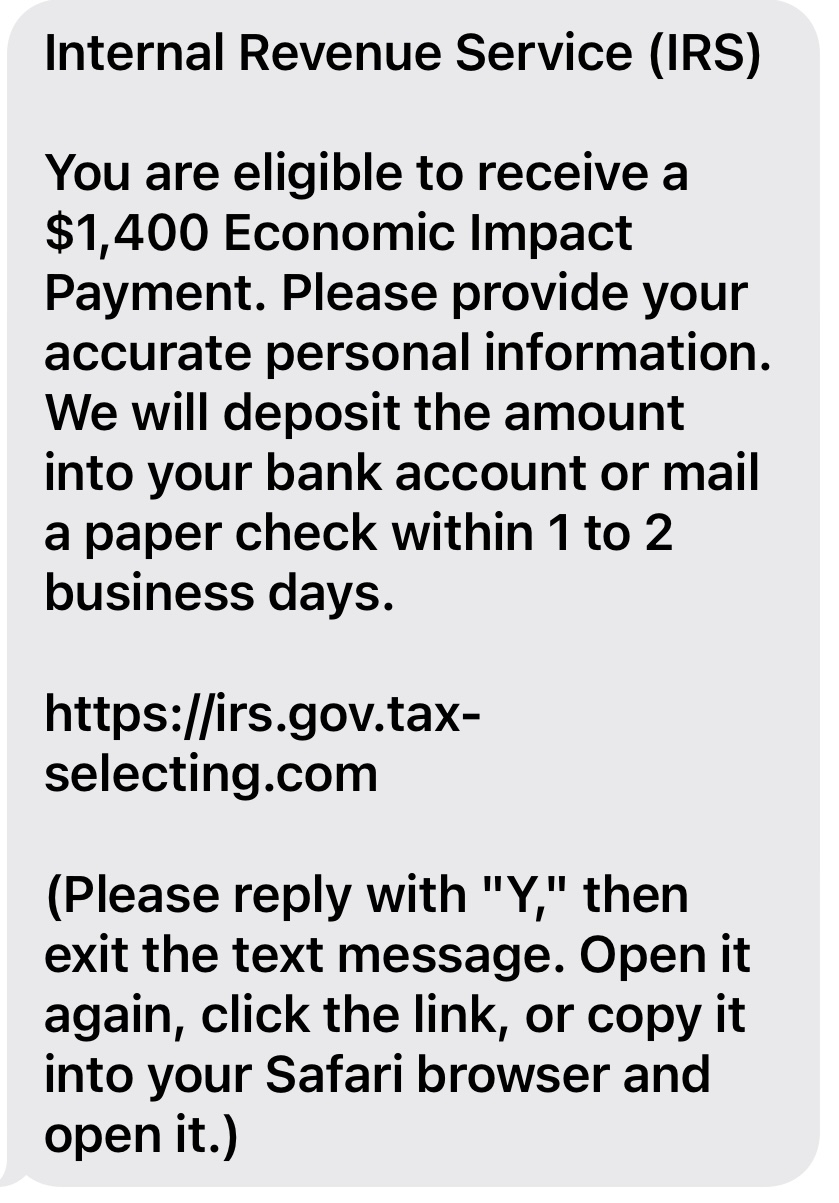 Internal Revenue Service (IRS)
You are eligible to receive a
$1,400 Economic Impact
Payment. Please provide your
accurate personal information.
We will deposit the amount
into your bank account or mail
a paper check within 1 to 2
business days.
https://irs.gov.tax-
selecting.com
(Please reply with "Y," then
exit the text message. Open it
again, click the link, or copy it
into your Safari browser and
open it.)